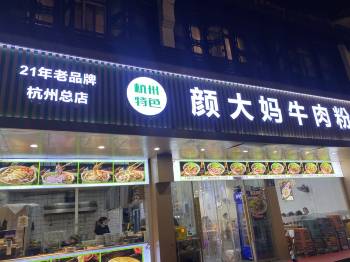 21年老品牌
杭州总店
杭州
特色
颜大妈牛肉粉